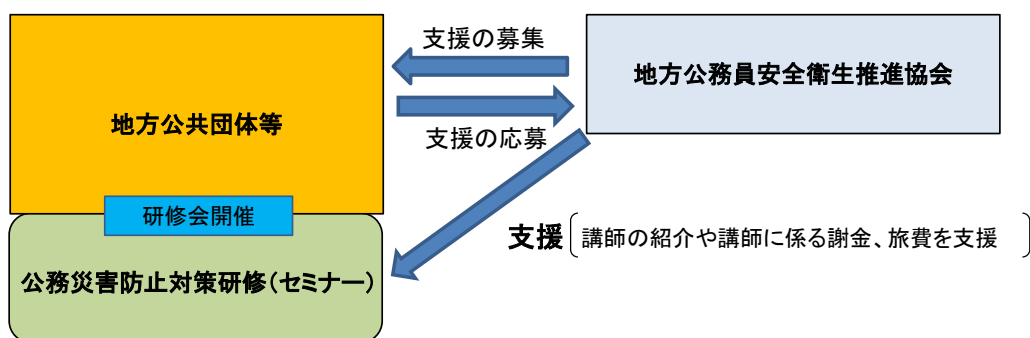 支援の募集
地方公務員安全衛生推進協会
地方公共団体等
支援の応募
研修会開催
支援
講師の紹介や講師に係る謝金、旅費を支援
公務災害防止対策研修(セミナー)